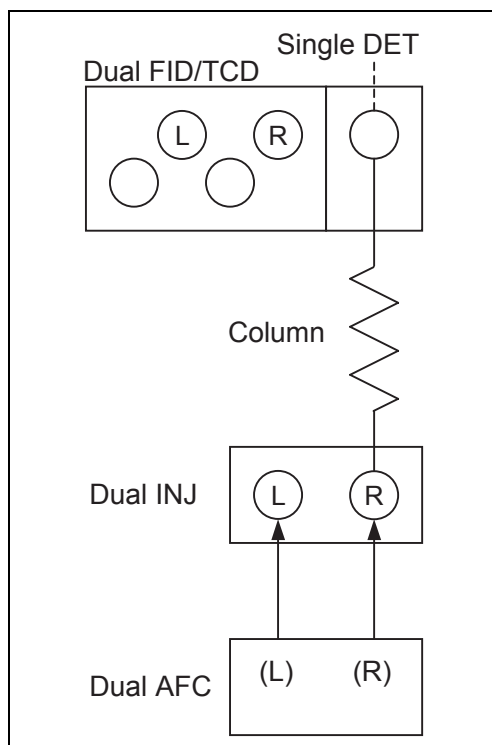 Single DET
Dual FID/TCD
L R
Column
Dual INJ L R
(L) (R)
Dual AFC